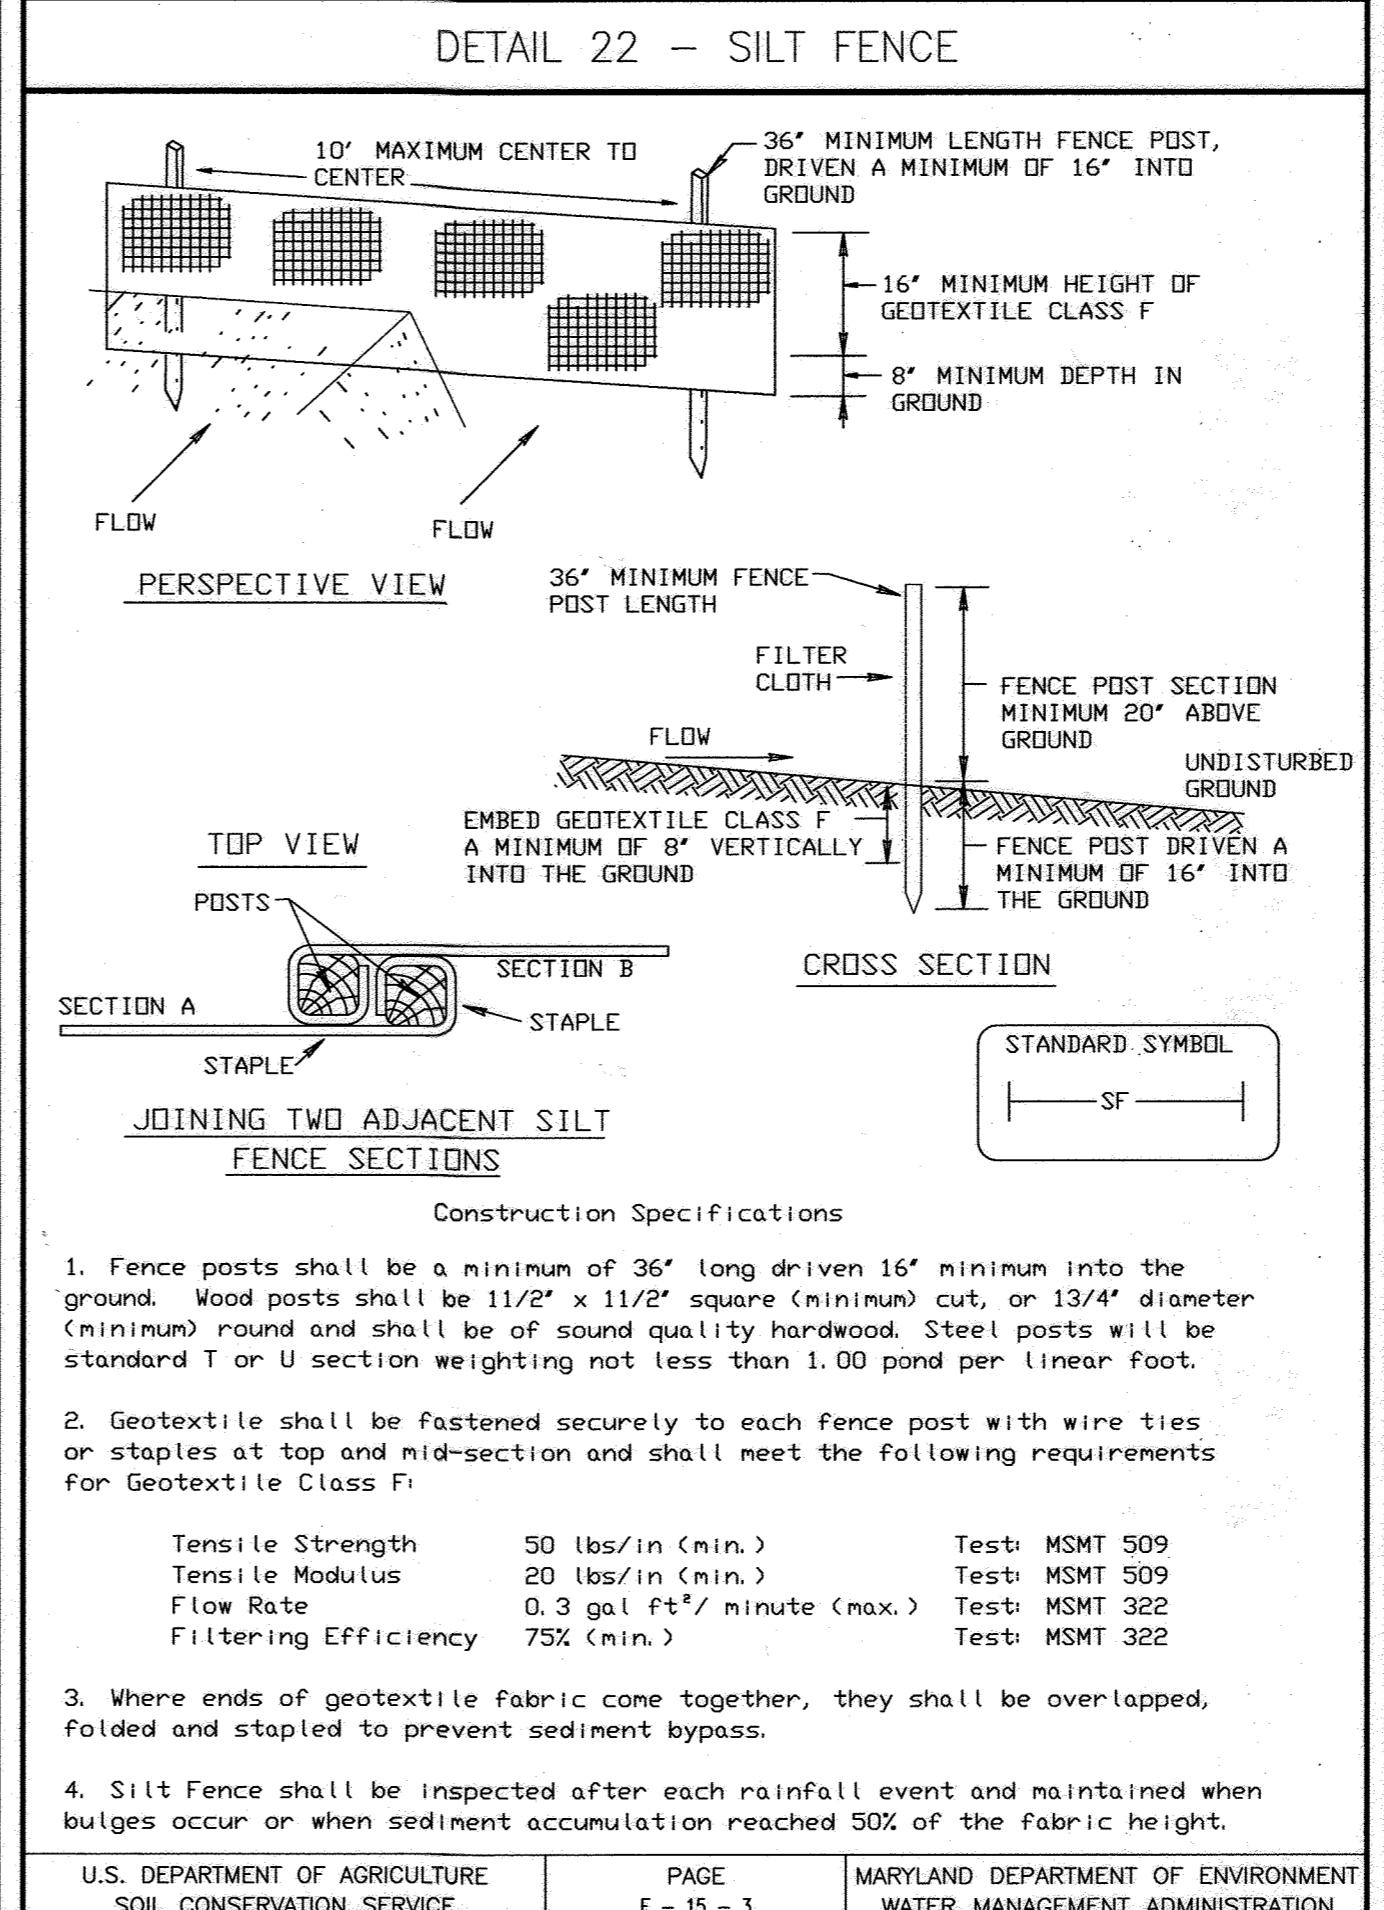 DETAIL 22 - SILT FENCE
10' MAXIMUM CENTER TO
CENTER
36" MINIMUM LENGTH FENCE POST,
DRIVEN A MINIMUM OF 16" INTO
GROUND
16" MINIMUM HEIGHT OF
GEOTEXTILE CLASS F
8" MINIMUM DEPTH IN
GROUND
FLOW
FLOW
PERSPECTIVE VIEW
36" MINIMUM FENCE
POST LENGTH
FILTER
CLOTH
FENCE POST SECTION
MINIMUM 20" ABOVE
GROUND
FLOW
UNDISTURBED
GROUND
EMBED GEOTEXTILE CLASS F
A MINIMUM OF 8" VERTICALLY
INTO THE GROUND
FENCE POST DRIVEN A
MINIMUM OF 16" INTO
THE GROUND
CROSS SECTION
TOP VIEW
POSTS
SECTION B
SECTION A
STAPLE
STAPLE
JOINING TWO ADJACENT SILT
FENCE SECTIONS
STANDARD SYMBOL
SF
Construction Specifications
1. Fence posts shall be a minimum of 36" long driven 16" minimum into the
ground. Wood posts shall be 11/2" x 11/2" square (minimum) cut, or 13/4" diameter
(minimum) round and shall be of sound quality hardwood. Steel posts will be
standard T or U section weighting not less than 1.00 pond per linear foot.
2. Geotextile shall be fastened securely to each fence post with wire ties
or staples at top and mid-section and shall meet the following requirements
for Geotextile Class F:
Tensile Strength 50 lbs/in (min.) Test: MSMT 509
Tensile Modulus 20 lbs/in (min.) Test: MSMT 509
Flow Rate 0.3 gal ft²/ minute (max.) Test: MSMT 322
Filtering Efficiency 75% (min.) Test: MSMT 322
3. Where ends of geotextile fabric come together, they shall be overlapped,
folded and stapled to prevent sediment bypass.
4. Silt Fence shall be inspected after each rainfall event and maintained when
bulges occur or when sediment accumulation reached 50% of the fabric height.
U.S. DEPARTMENT OF AGRICULTURE
SOIL CONSERVATION SERVICE
PAGE
E - 15 - 3
MARYLAND DEPARTMENT OF ENVIRONMENT
WATER MANAGEMENT ADMINISTRATION